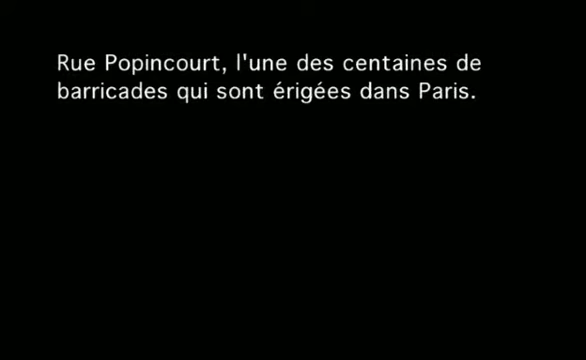 Rue Popincourt, l'une des centaines de
barricades qui sont érigées dans Paris.